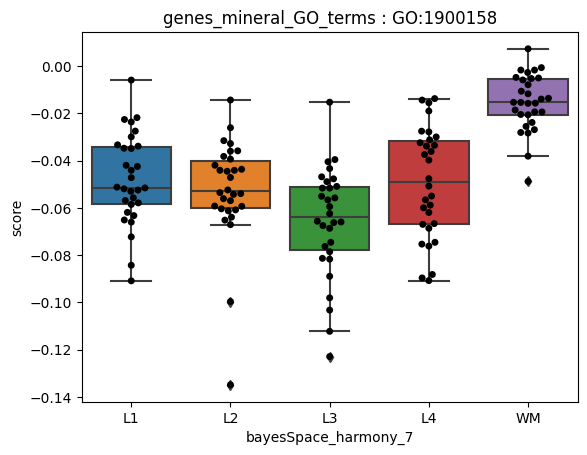 genes_mineral_GO_terms : GO:1900158
0.00
−0.02
−0.04
−0.06
−0.08
−0.10
−0.12
−0.14
score
L1 L2 L3 L4 WM
bayesSpace_harmony_7